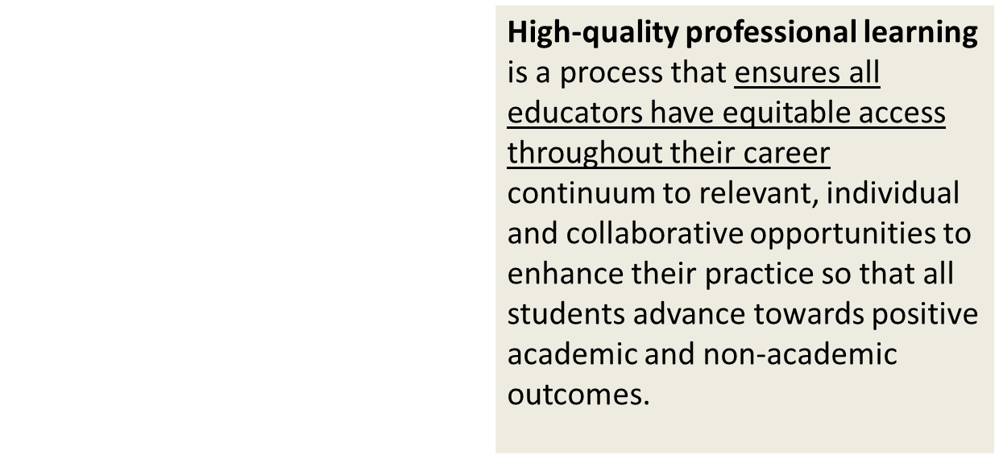 High-quality professional learning
is a process that ensures all
educators have equitable access
throughout their career
continuum to relevant, individual
and collaborative opportunities to
enhance their practice so that all
students advance towards positive
academic and non-academic
outcomes.